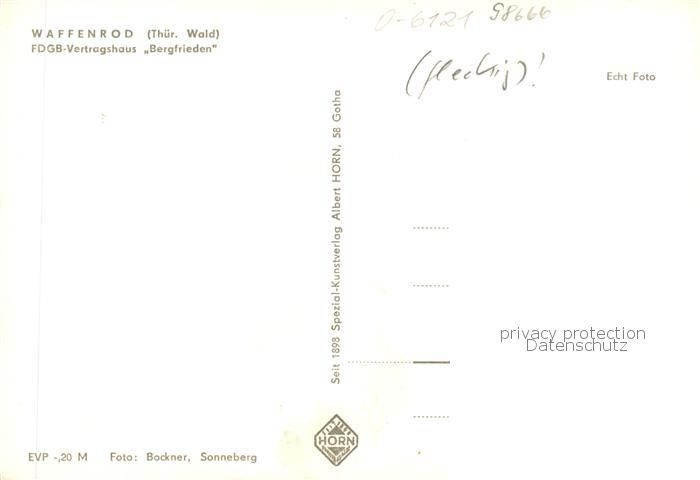 WAFFENROD (Thür. Wald)
FDGB-Vertragshaus „Bergfrieden"
O-6121 98666
(fleckig)!
Echt Foto
Seit 1898 Spezial-Kunstverlag Albert HORN, 58 Gotha
privacy protection
Datenschutz
HORN
EVP -,20 M Foto: Bockner, Sonneberg